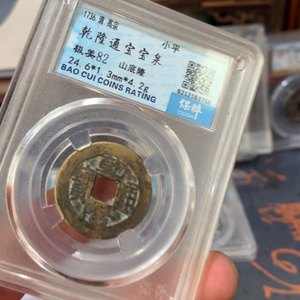 1736 清 高宗 小平
乾隆通宝宝泉
极美82 山底隆
24.6*1.3mm*4.2g
BAO CUI COINS RATING
保粹